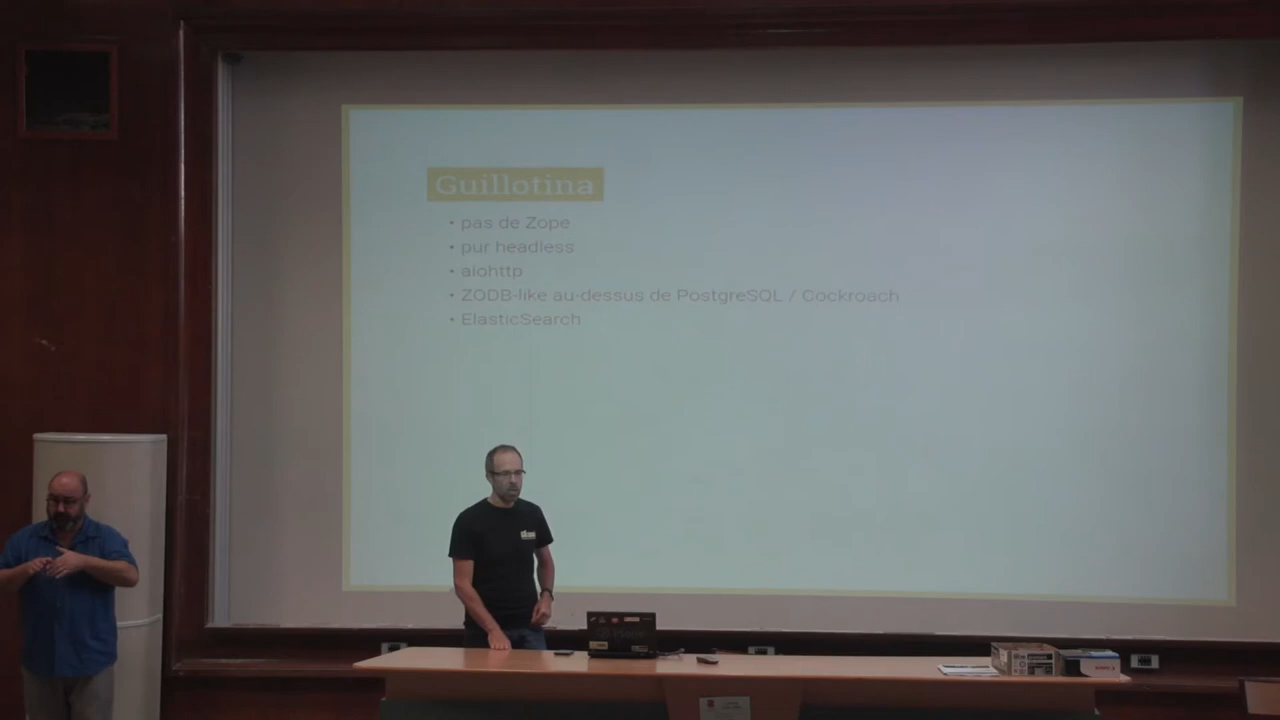 Guillotina
• pas de Zope
• pur headless
• aiohttp
• ZODB-like au-dessus de PostgreSQL / Cockroach
• ElasticSearch